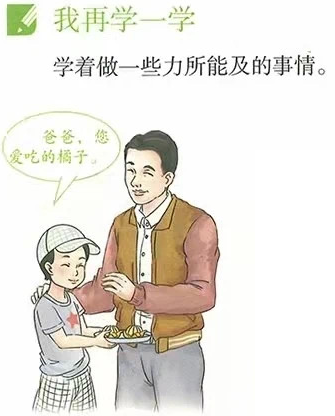 我再学一学
学着做一些力所能及的事情。
爸爸，您
爱吃的橘子。